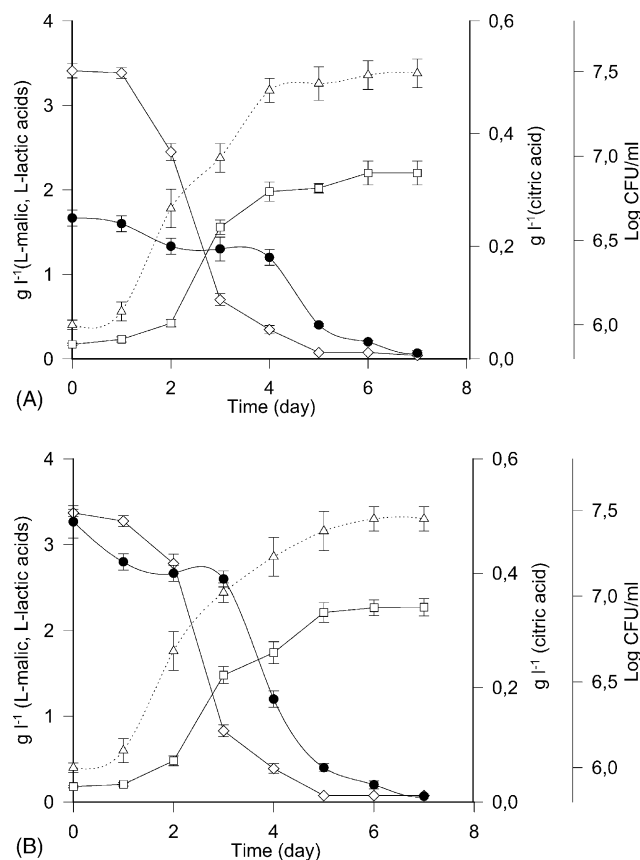 4
3
2
1
0
g l-1(L-malic, L-lactic acids)
0,6
0,4
0,2
0,0
g l-1(citric acid)
7,5
7,0
6,5
6,0
Log CFU/ml
0 2 4 6 8
Time (day)
(A)
4
3
2
1
0
g l-1 (L-malic, L-lactic acids)
0,6
0,4
0,2
0,0
g l-1 (citric acid)
7,5
7,0
6,5
6,0
Log CFU/ml
0 2 4 6 8
Time (day)
(B)